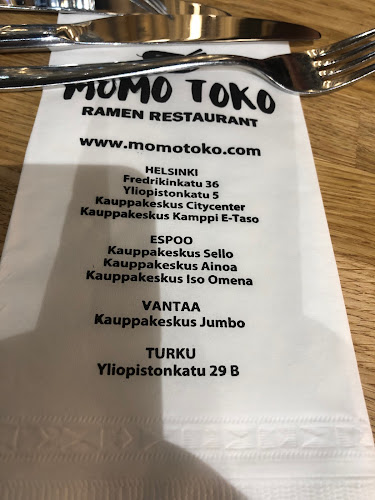 MOMO TOKO
RAMEN RESTAURANT
www.momotoko.com
HELSINKI
Fredrikinkatu 36
Yliopistonkatu 5
Kauppakeskus Citycenter
Kauppakeskus Kamppi E-Taso
ESPOO
Kauppakeskus Sello
Kauppakeskus Ainoa
Kauppakeskus Iso Omena
VANTAA
Kauppakeskus Jumbo
TURKU
Yliopistonkatu 29 B